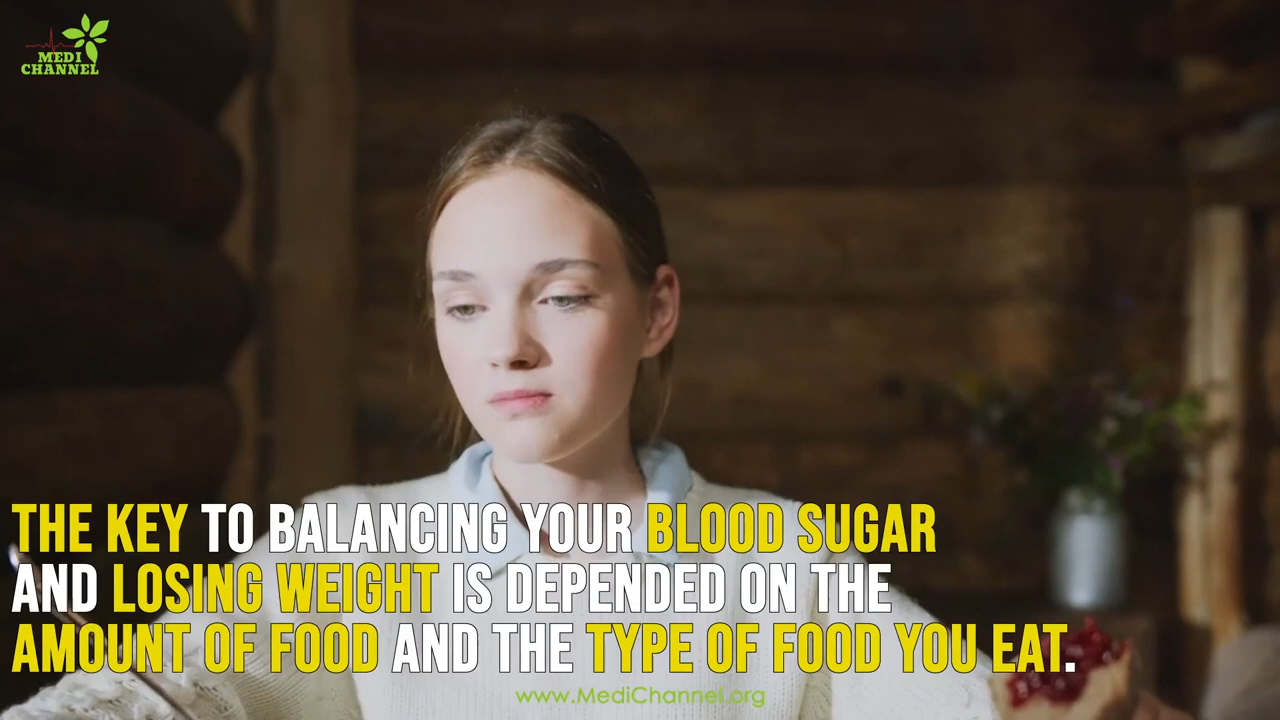 MEDI
CHANNEL
THE KEY TO BALANCING YOUR BLOOD SUGAR
AND LOSING WEIGHT IS DEPENDED ON THE
AMOUNT OF FOOD AND THE TYPE OF FOOD YOU EAT.
www.MediChannel.org